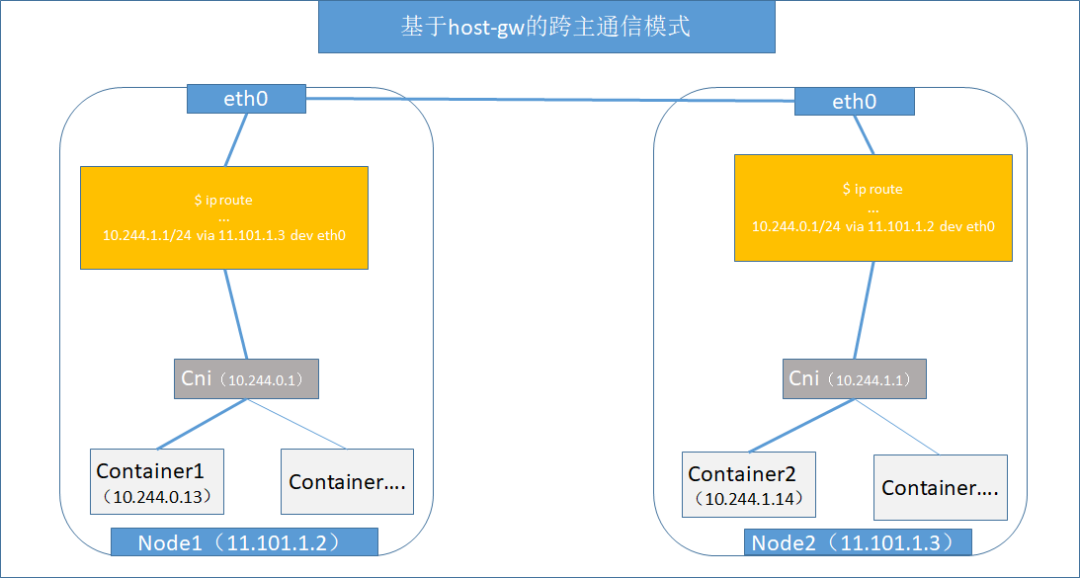 基于host-gw的跨主通信模式
eth0
eth0
$ ip route
...
10.244.1.1/24 via 11.101.1.3 dev eth0
$ ip route
...
10.244.0.1/24 via 11.101.1.2 dev eth0
Cni（10.244.0.1）
Cni（10.244.1.1）
Container1
（10.244.0.13）
Container....
Container2
（10.244.1.14）
Container....
Node1（11.101.1.2）
Node2（11.101.1.3）